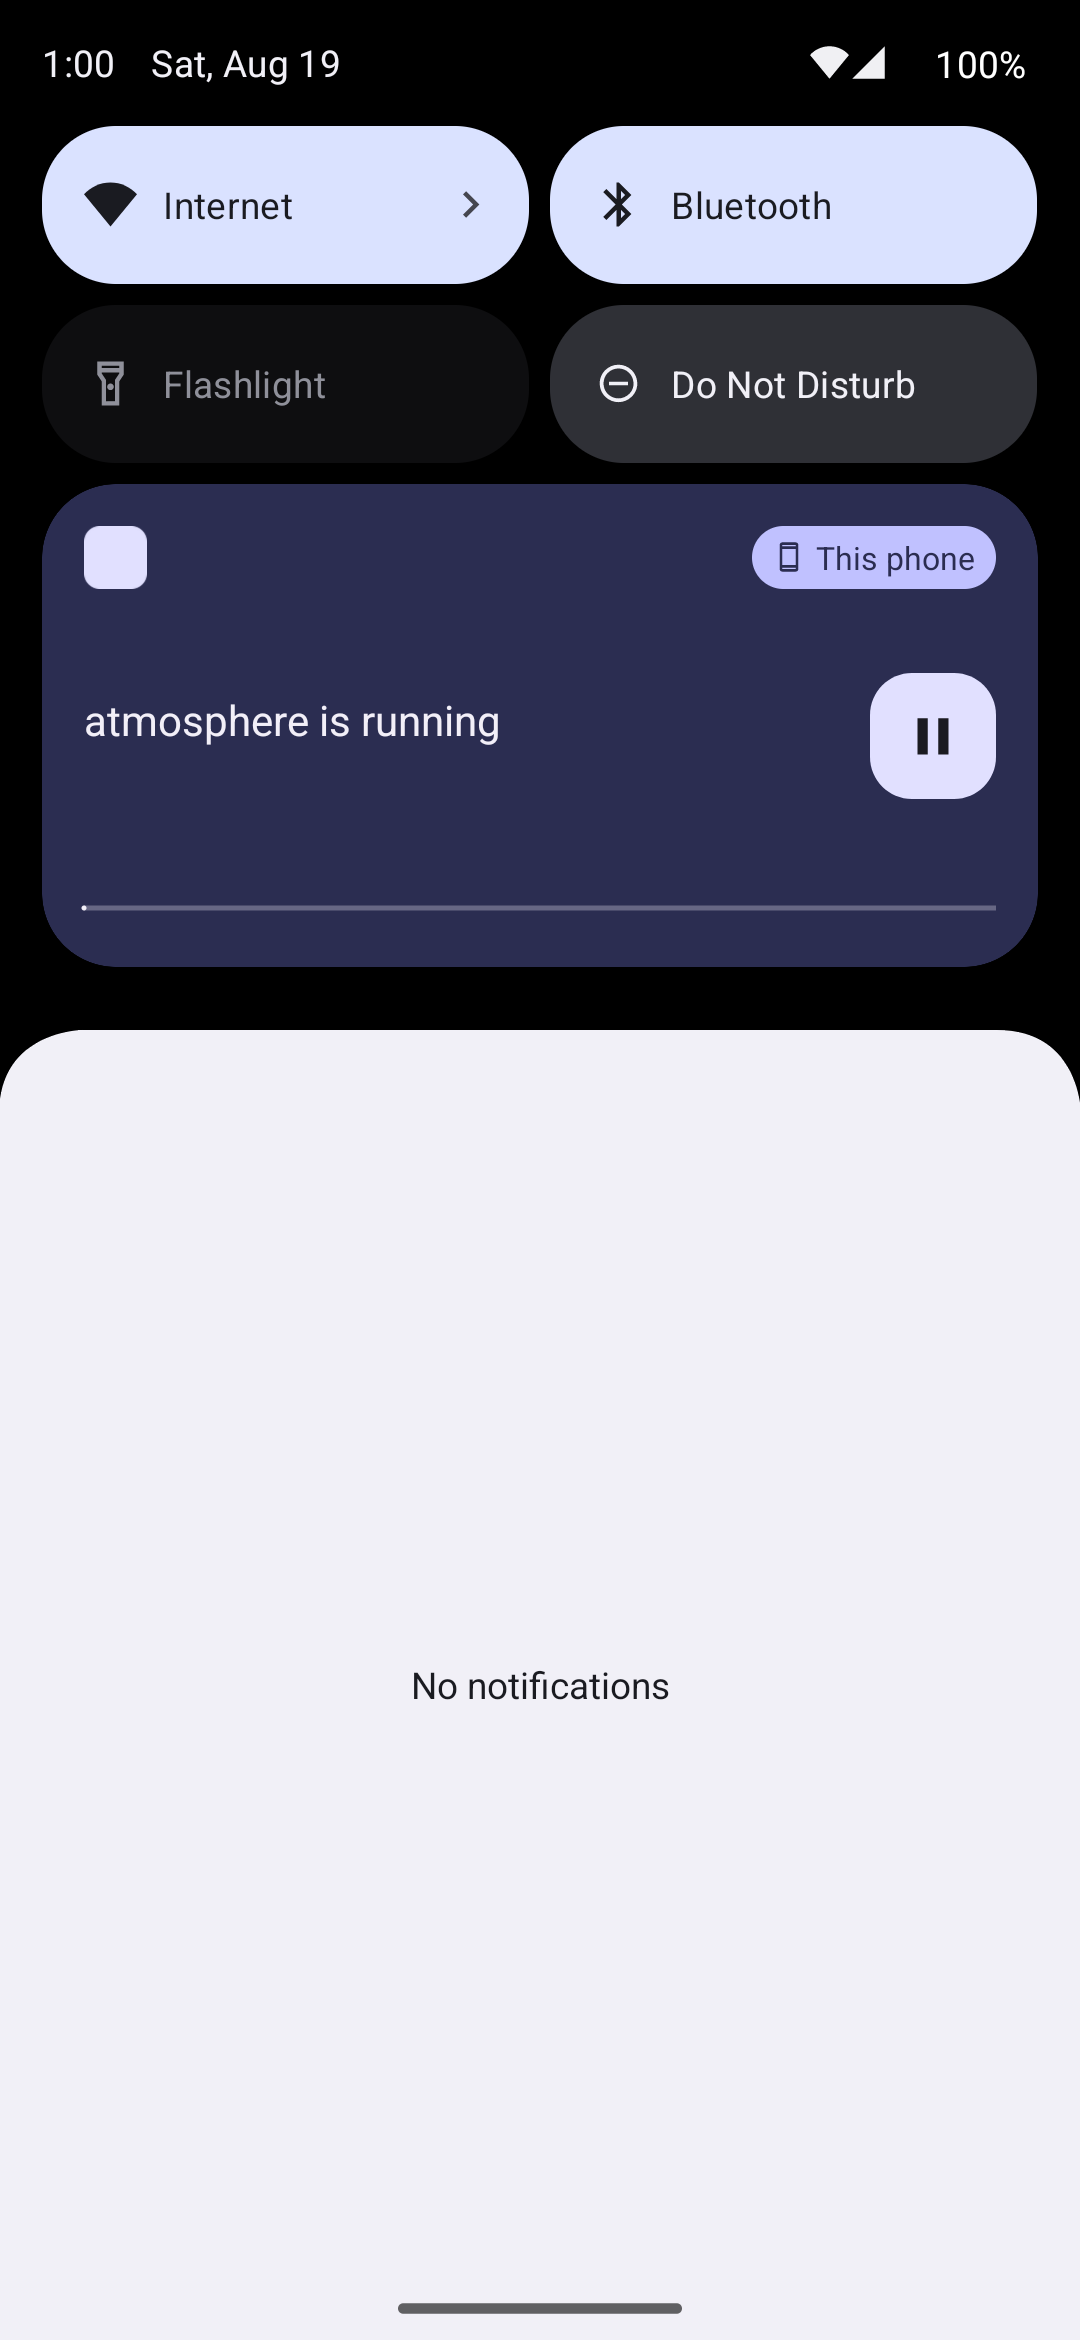 1:00 Sat, Aug 19 100%
Internet
Bluetooth
Flashlight
Do Not Disturb
This phone
atmosphere is running
No notifications